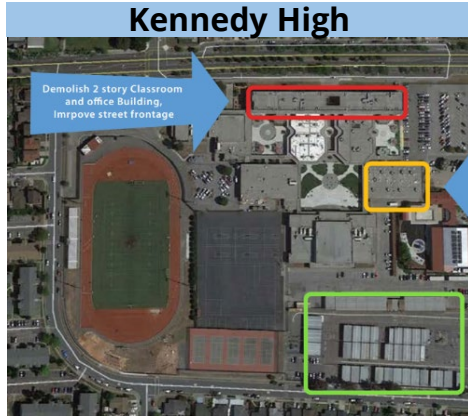 Kennedy High
Demolish 2 story Classroom
and office Building,
Imrpove street frontage